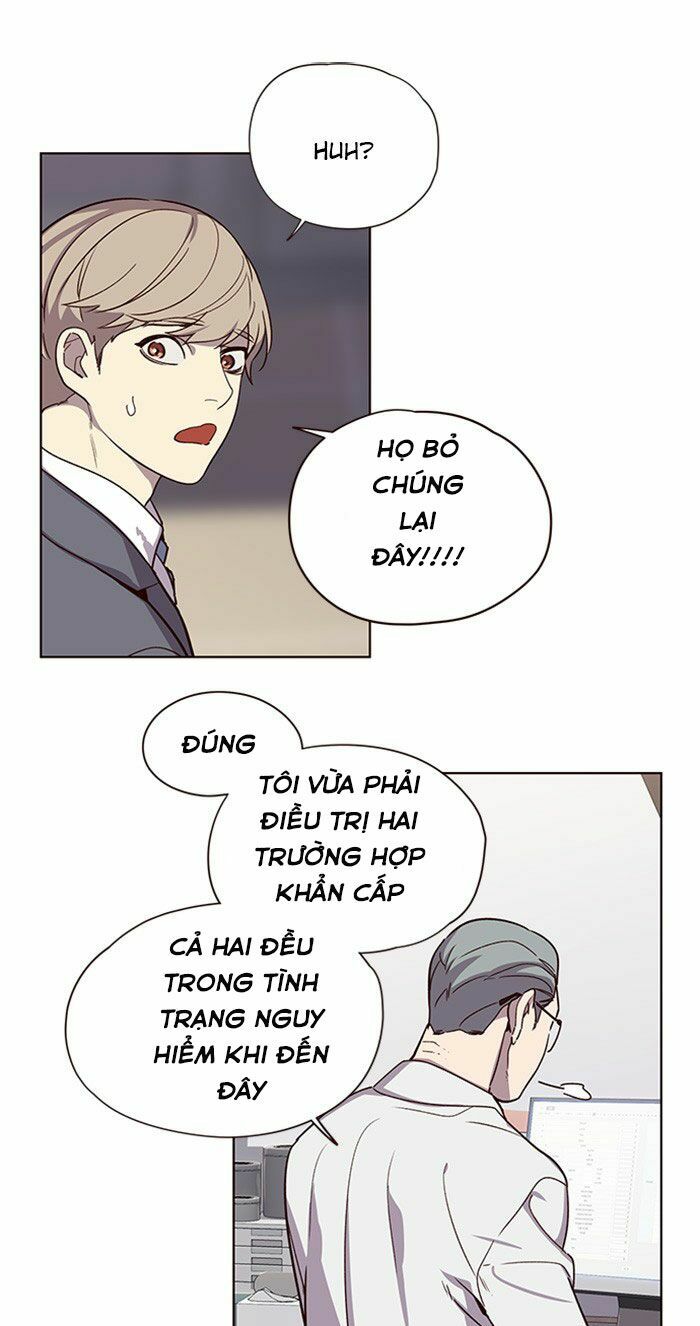 HUH?
HỌ BỎ
CHÚNG
LẠI
ĐÂY!!!!
ĐÚNG
TÔI VỪA PHẢI
ĐIỀU TRỊ HAI
TRƯỜNG HỢP
KHẨN CẤP
CẢ HAI ĐỀU
TRONG TÌNH
TRẠNG NGUY
HIỂM KHI ĐẾN
ĐÂY